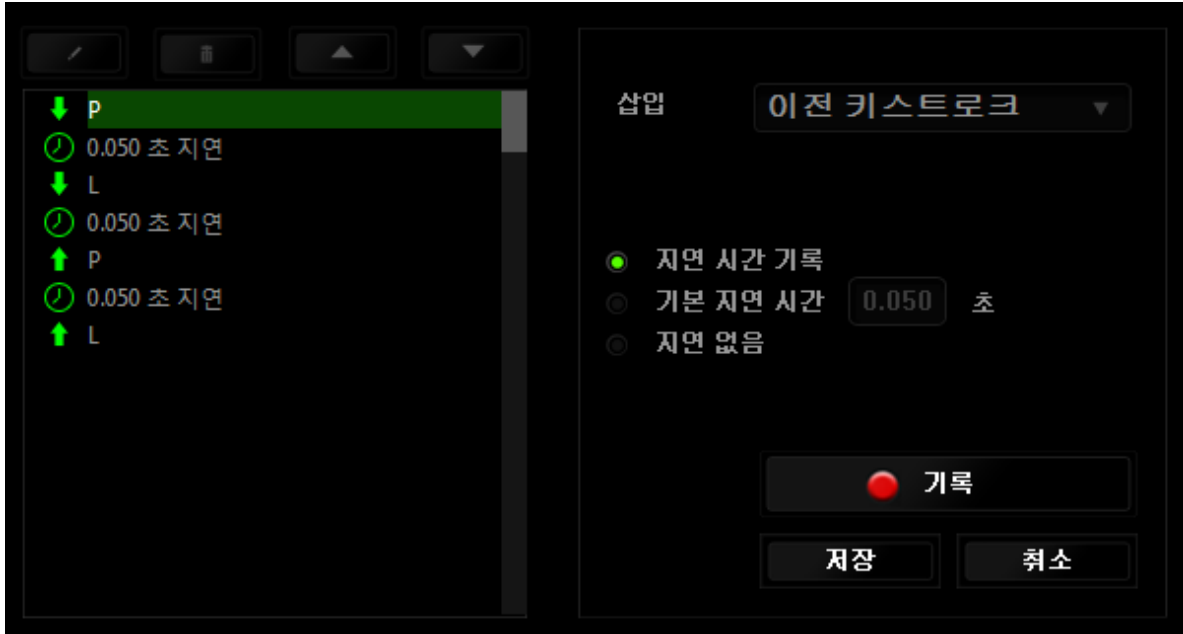 P
0.050 초 지연
L
0.050 초 지연
P
0.050 초 지연
L
삽입 이전 키스트로크
지연 시간 기록
기본 지연 시간 0.050 초
지연 없음
기록
저장 취소